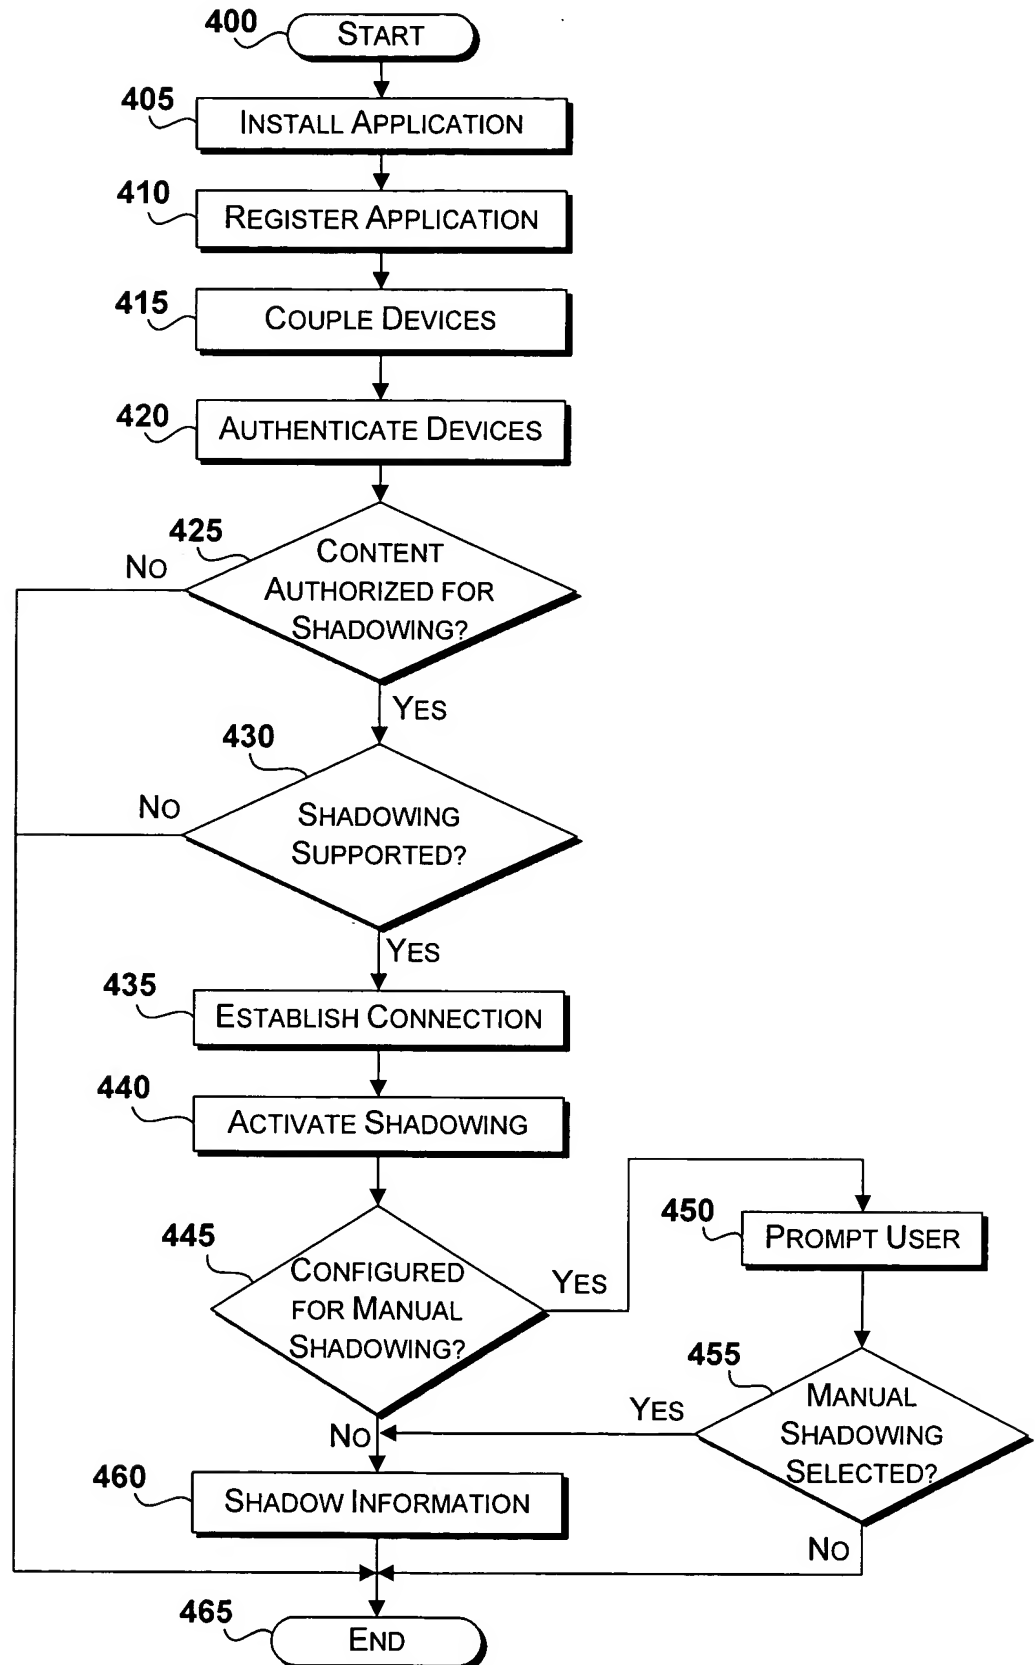 400 START
405 INSTALL APPLICATION
410 REGISTER APPLICATION
415 COUPLE DEVICES
420 AUTHENTICATE DEVICES
425 CONTENT
AUTHORIZED FOR
SHADOWING?
NO
YES
430
SHADOWING
SUPPORTED?
NO
YES
435 ESTABLISH CONNECTION
440 ACTIVATE SHADOWING
445 CONFIGURED
FOR MANUAL
SHADOWING?
YES
NO
450 PROMPT USER
455 MANUAL
SHADOWING
SELECTED?
YES
NO
460 SHADOW INFORMATION
465 END